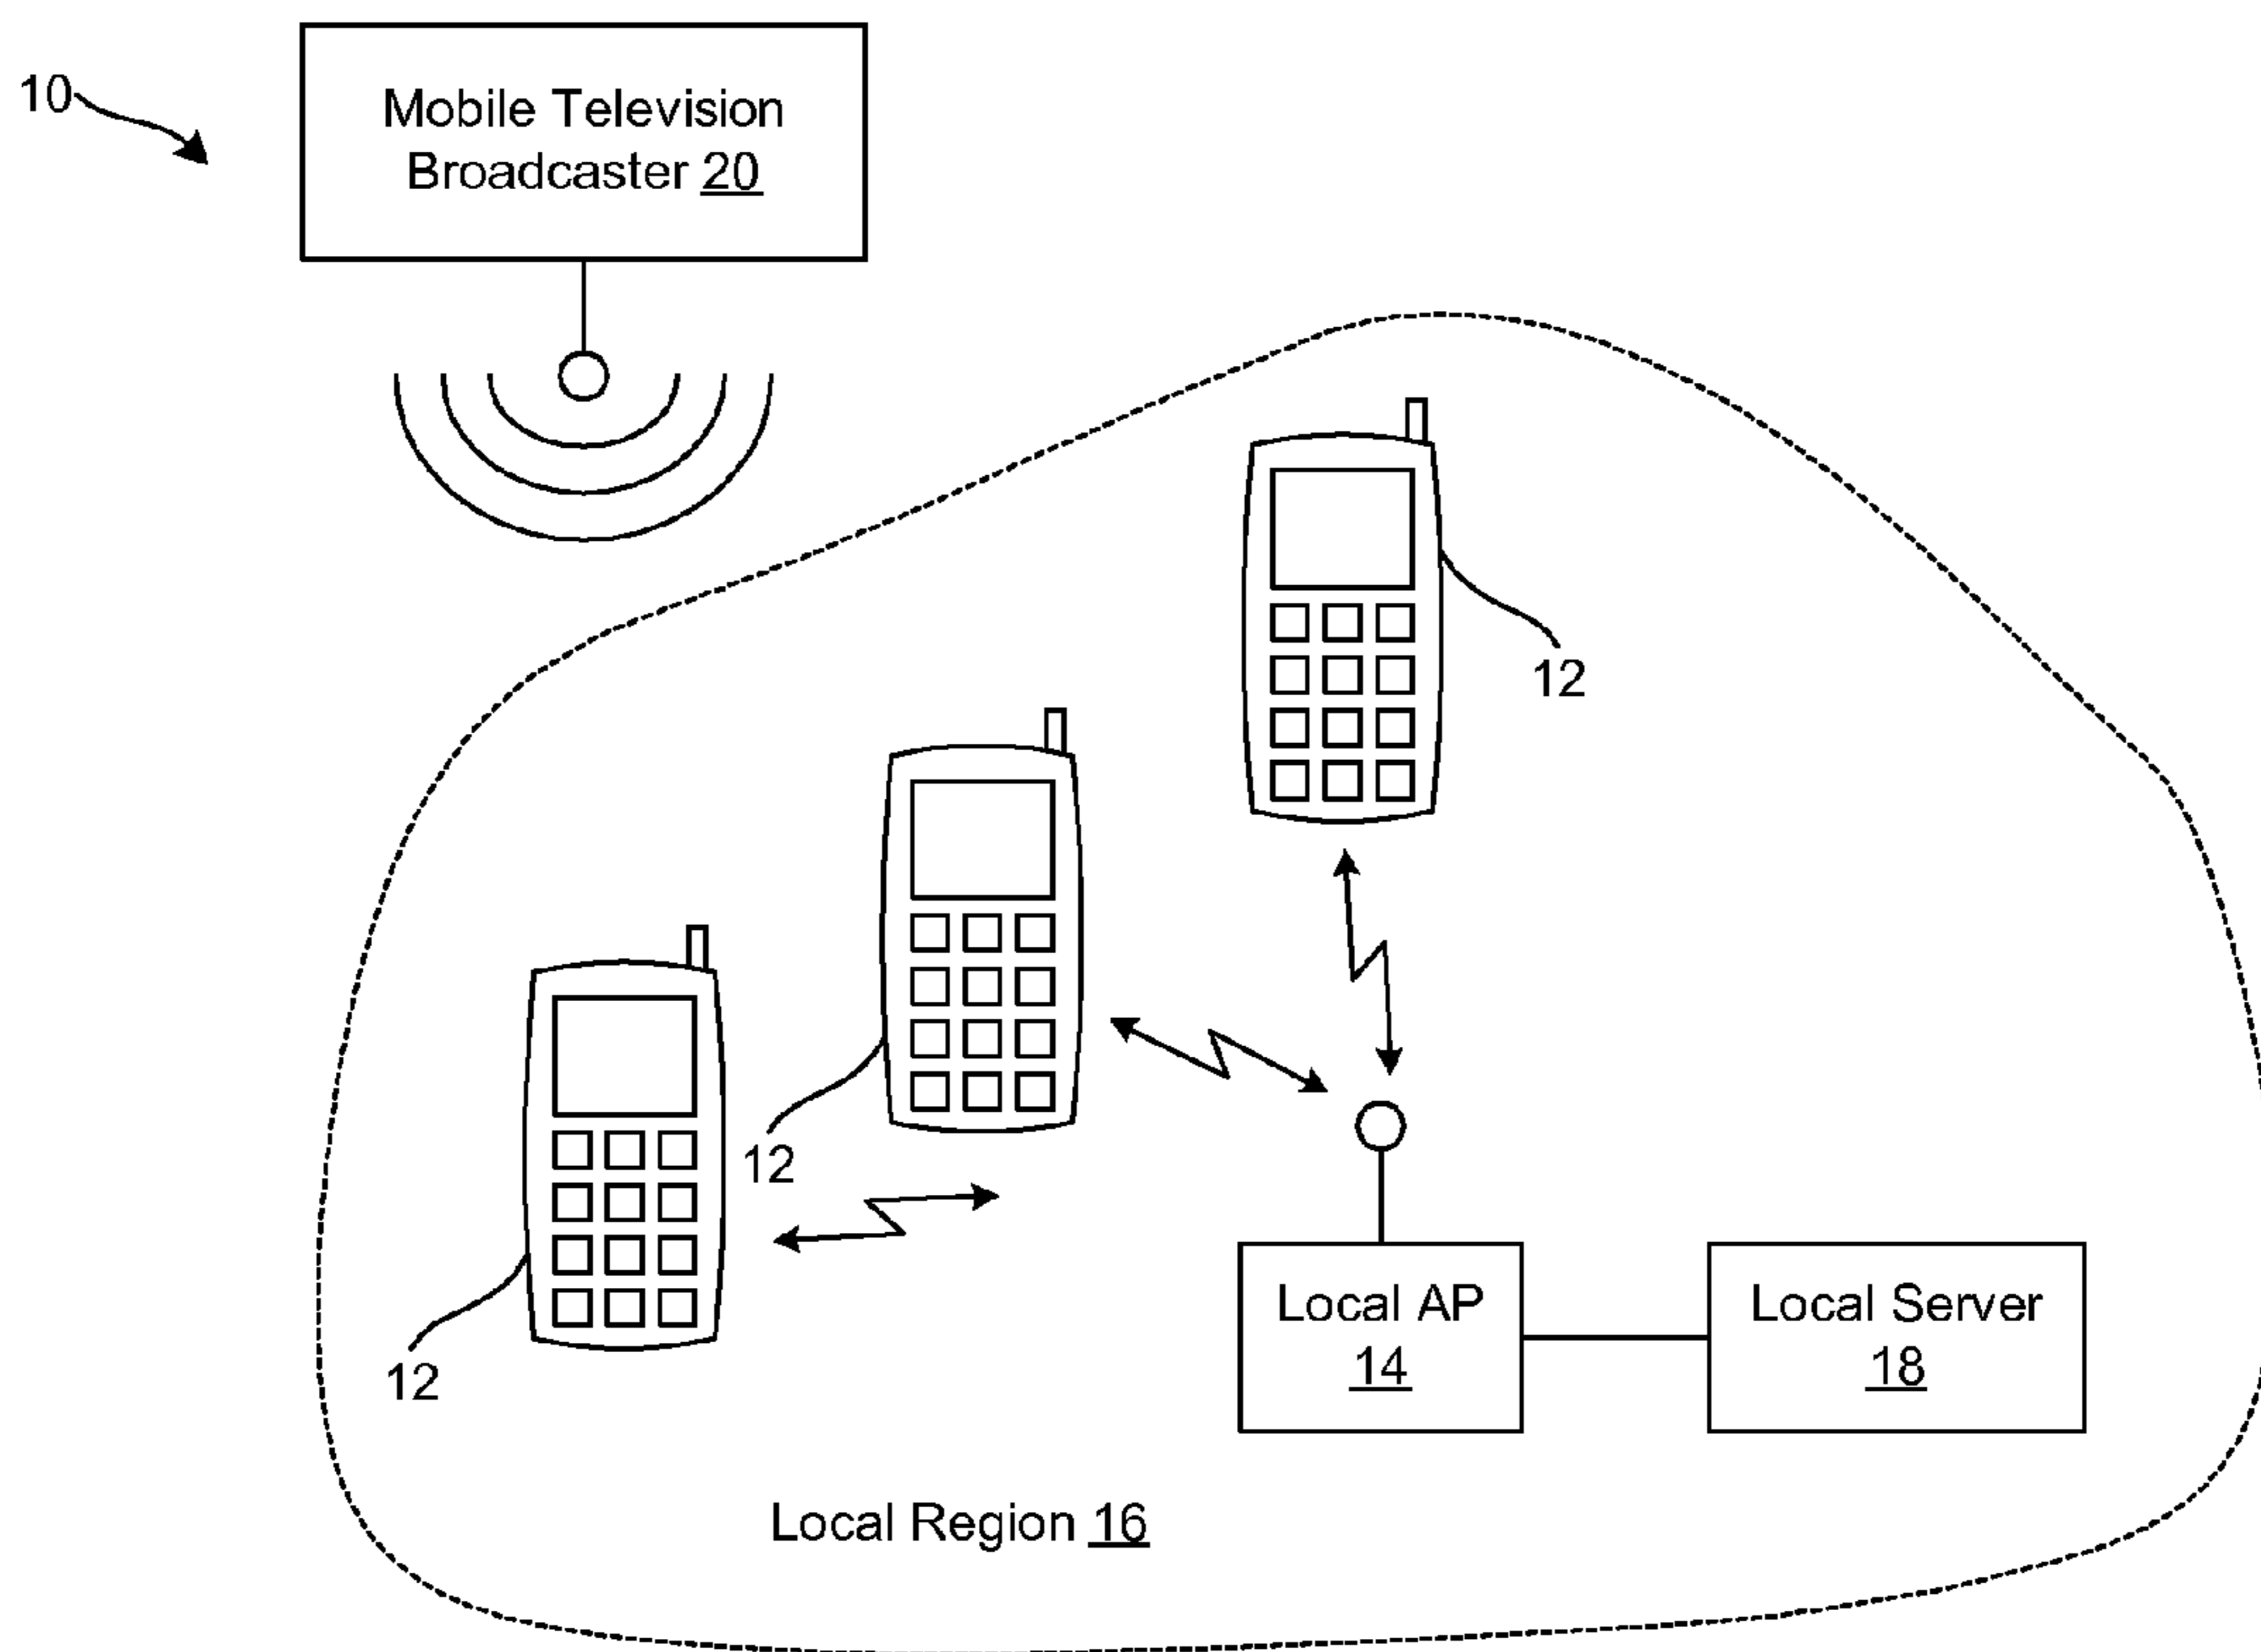 10
Mobile Television
Broadcaster 20
12
12
12
Local AP
14
Local Server
18
Local Region 16